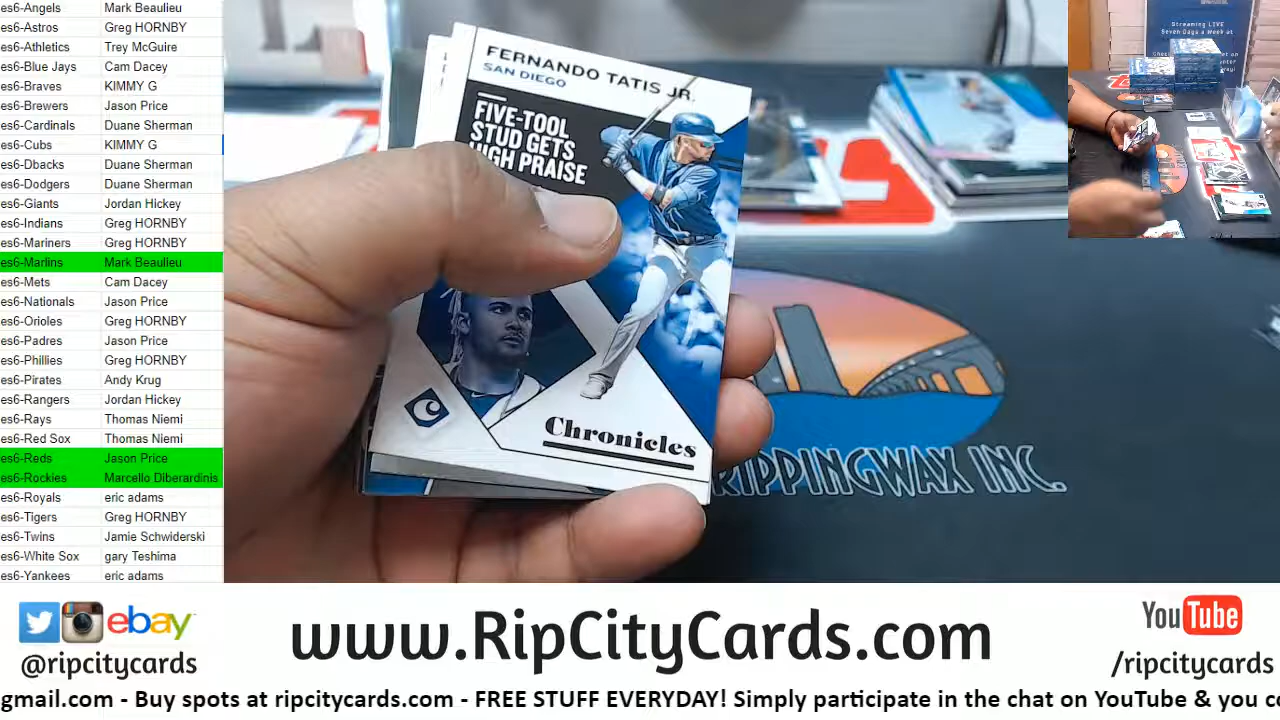 es6-Angels Mark Beaulieu
es6-Astros Greg HORNBY
es6-Athletics Trey McGuire
es6-Blue Jays Cam Dacey
es6-Braves KIMMY G
es6-Brewers Jason Price
es6-Cardinals Duane Sherman
es6-Cubs KIMMY G
es6-Dbacks Duane Sherman
es6-Dodgers Duane Sherman
es6-Giants Jordan Hickey
es6-Indians Greg HORNBY
es6-Mariners Greg HORNBY
es6-Marlins Mark Beaulieu
es6-Mets Cam Dacey
es6-Nationals Jason Price
es6-Orioles Greg HORNBY
es6-Padres Jason Price
es6-Phillies Greg HORNBY
es6-Pirates Andy Krug
es6-Rangers Jordan Hickey
es6-Rays Thomas Niemi
es6-Red Sox Thomas Niemi
es6-Reds Jason Price
es6-Rockies Marcello Diberardinis
es6-Royals eric adams
es6-Tigers Greg HORNBY
es6-Twins Jamie Schwiderski
es6-White Sox gary Teshima
es6-Yankees eric adams
FERNANDO TATIS JR.
SAN DIEGO
FIVE-TOOL
STUD GETS
HIGH PRAISE
C
Chronicles
RIPPINGWAX INC.
Streaming LIVE
Seven Days a Week at
ebay
@ripcitycards
www.RipCityCards.com
YouTube
/ripcitycards
gmail.com - Buy spots at ripcitycards.com - FREE STUFF EVERYDAY! Simply participate in the chat on YouTube & you c